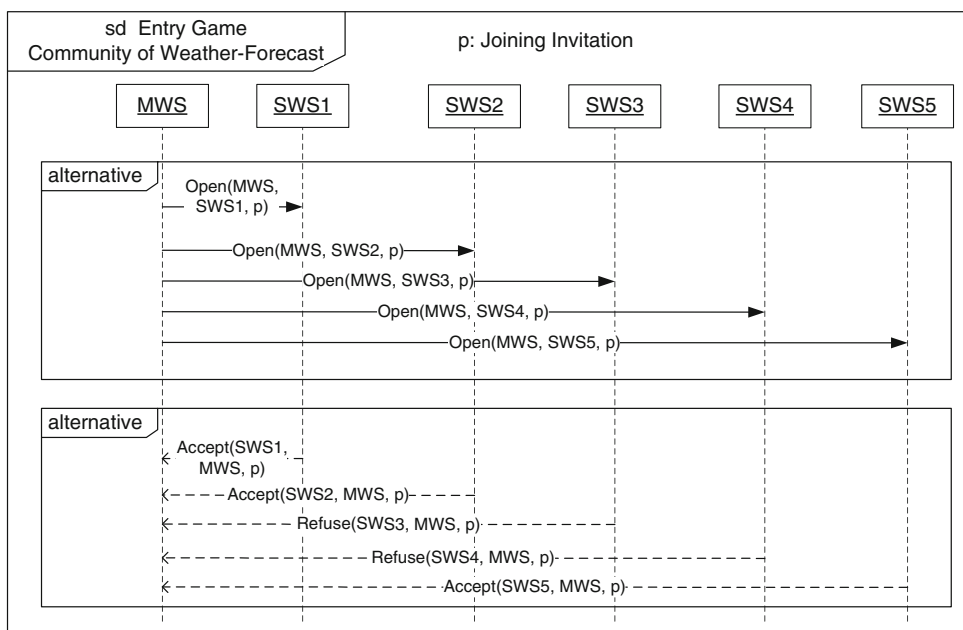 sd Entry Game
Community of Weather-Forecast
p: Joining Invitation
MWS
SWS1
SWS2
SWS3
SWS4
SWS5
alternative
Open(MWS,
SWS1, p)
Open(MWS, SWS2, p)
Open(MWS, SWS3, p)
Open(MWS, SWS4, p)
Open(MWS, SWS5, p)
alternative
Accept(SWS1,
MWS, p)
Accept(SWS2, MWS, p)
Refuse(SWS3, MWS, p)
Refuse(SWS4, MWS, p)
Accept(SWS5, MWS, p)